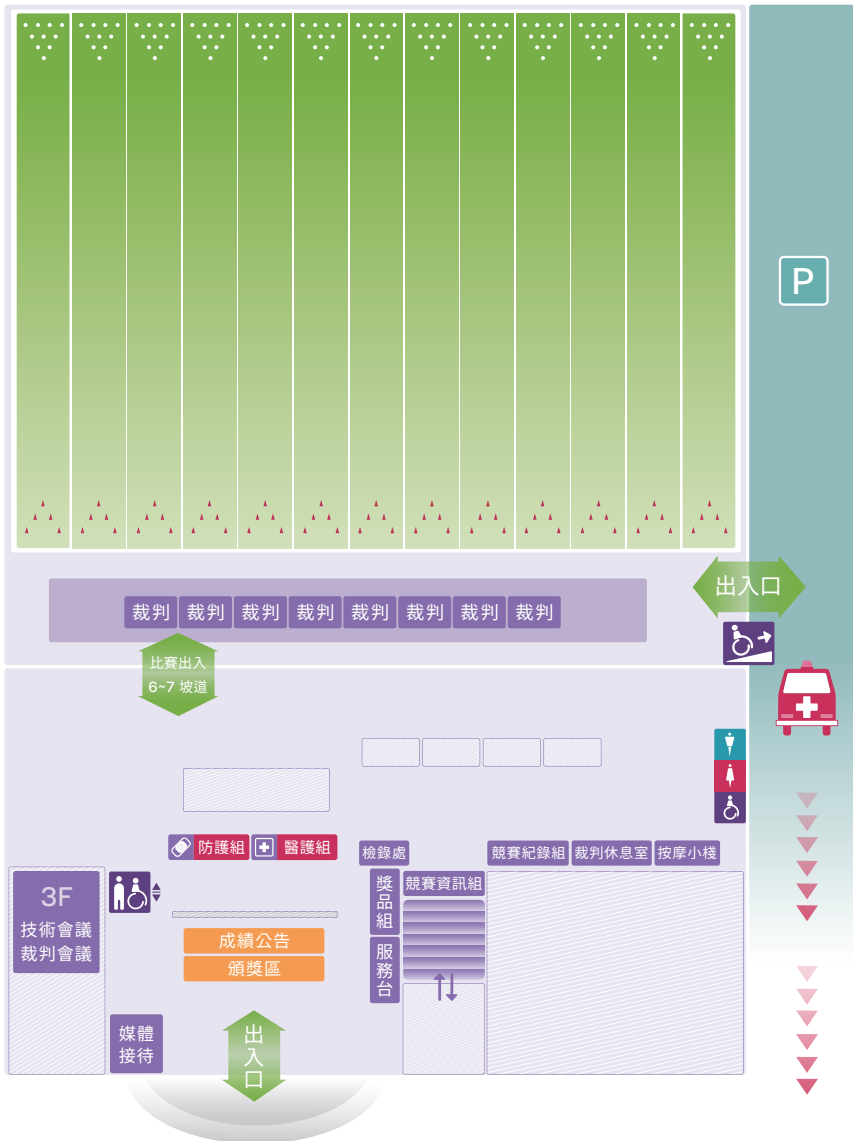 P
出入口
裁判 裁判 裁判 裁判 裁判 裁判 裁判 裁判
比賽出入
6~7 坡道
防護組 醫護組
檢錄處
競賽紀錄組 裁判休息室 按摩小棧
獎品組
競賽資訊組
3F
技術會議
裁判會議
成績公告
頒獎區
服務台
媒體
接待
出入口